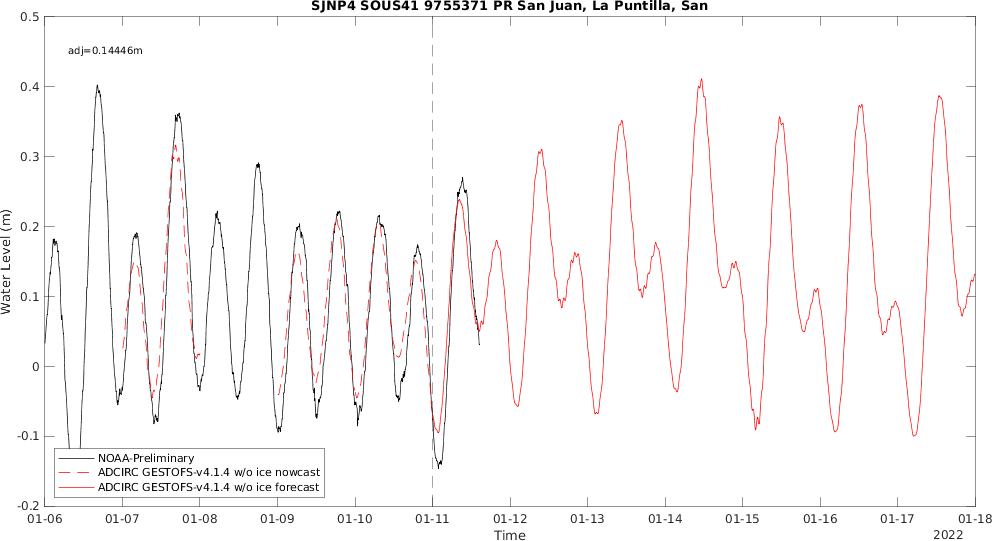 SJNP4 SOUS41 9755371 PR San Juan, La Puntilla, San
adj=0.14446m
Water Level (m)
0.5
0.4
0.3
0.2
0.1
0
-0.1
-0.2
NOAA-Preliminary
ADCIRC GESTOFS-v4.1.4 w/o ice nowcast
ADCIRC GESTOFS-v4.1.4 w/o ice forecast
01-06 01-07 01-08 01-09 01-10 01-11 01-12 01-13 01-14 01-15 01-16 01-17 01-18
Time
2022